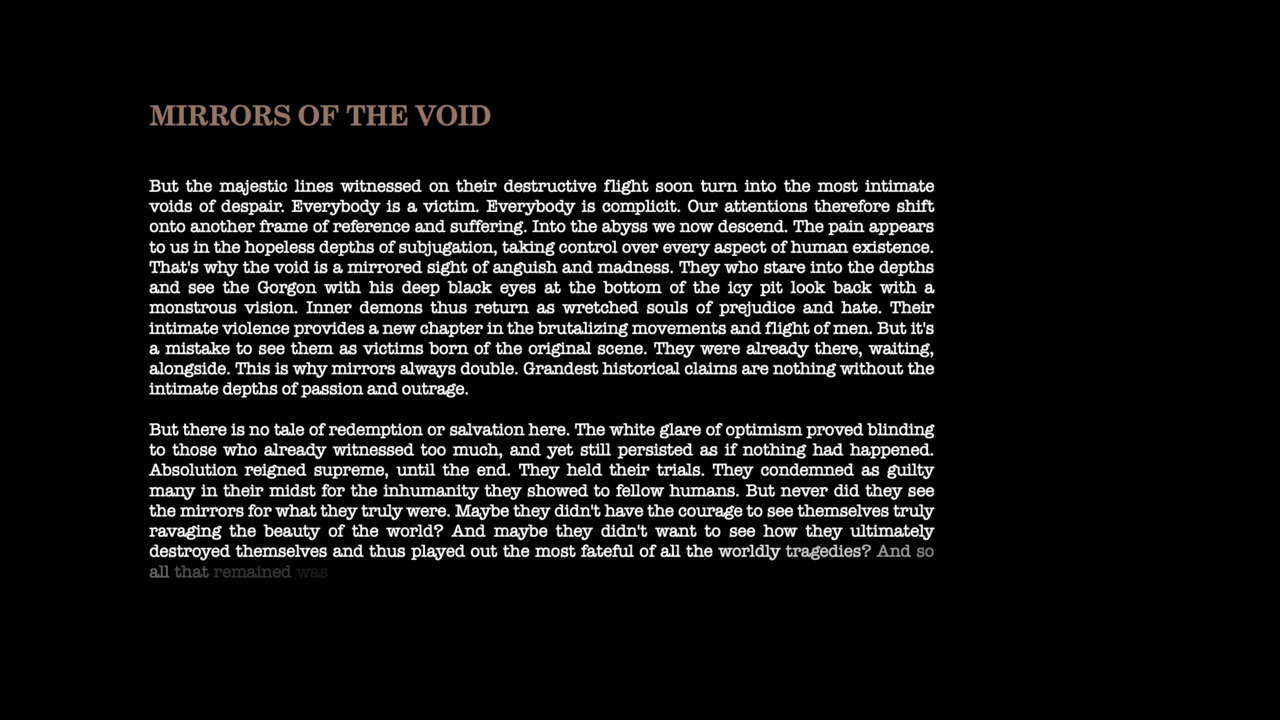 MIRRORS OF THE VOID
But the majestic lines witnessed on their destructive flight soon turn into the most intimate
voids of despair. Everybody is a victim. Everybody is complicit. Our attentions therefore shift
onto another frame of reference and suffering. Into the abyss we now descend. The pain appears
to us in the hopeless depths of subjugation, taking control over every aspect of human existence.
That's why the void is a mirrored sight of anguish and madness. They who stare into the depths
and see the Gorgon with his deep black eyes at the bottom of the icy pit look back with a
monstrous vision. Inner demons thus return as wretched souls of prejudice and hate. Their
intimate violence provides a new chapter in the brutalizing movements and flight of men. But it's
a mistake to see them as victims born of the original scene. They were already there, waiting,
alongside. This is why mirrors always double. Grandest historical claims are nothing without the
intimate depths of passion and outrage.
But there is no tale of redemption or salvation here. The white glare of optimism proved blinding
to those who already witnessed too much, and yet still persisted as if nothing had happened.
Absolution reigned supreme, until the end. They held their trials. They condemned as guilty
many in their midst for the inhumanity they showed to fellow humans. But never did they see
the mirrors for what they truly were. Maybe they didn't have the courage to see themselves truly
ravaging the beauty of the world? And maybe they didn't want to see how they ultimately
destroyed themselves and thus played out the most fateful of all the worldly tragedies? And so
all that remained was